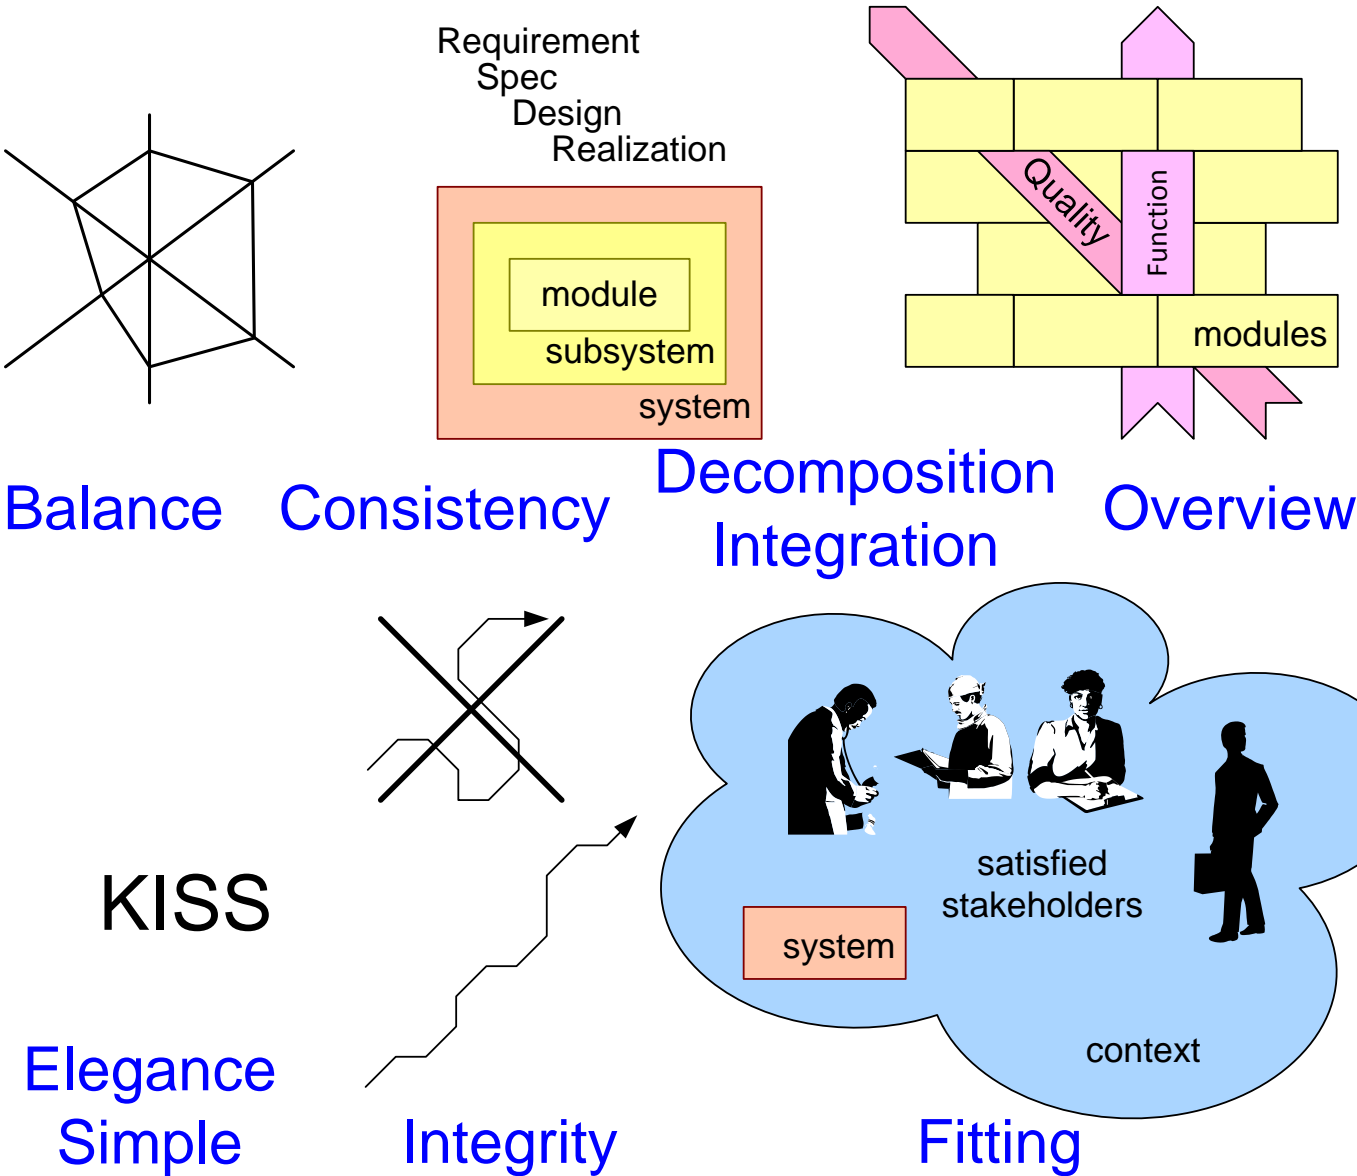 Requirement
Spec
Design
Realization
module
subsystem
system
Quality
Function
modules
Balance
Consistency
Decomposition
Integration
Overview
KISS
Elegance
Simple
Integrity
satisfied
stakeholders
system
context
Fitting